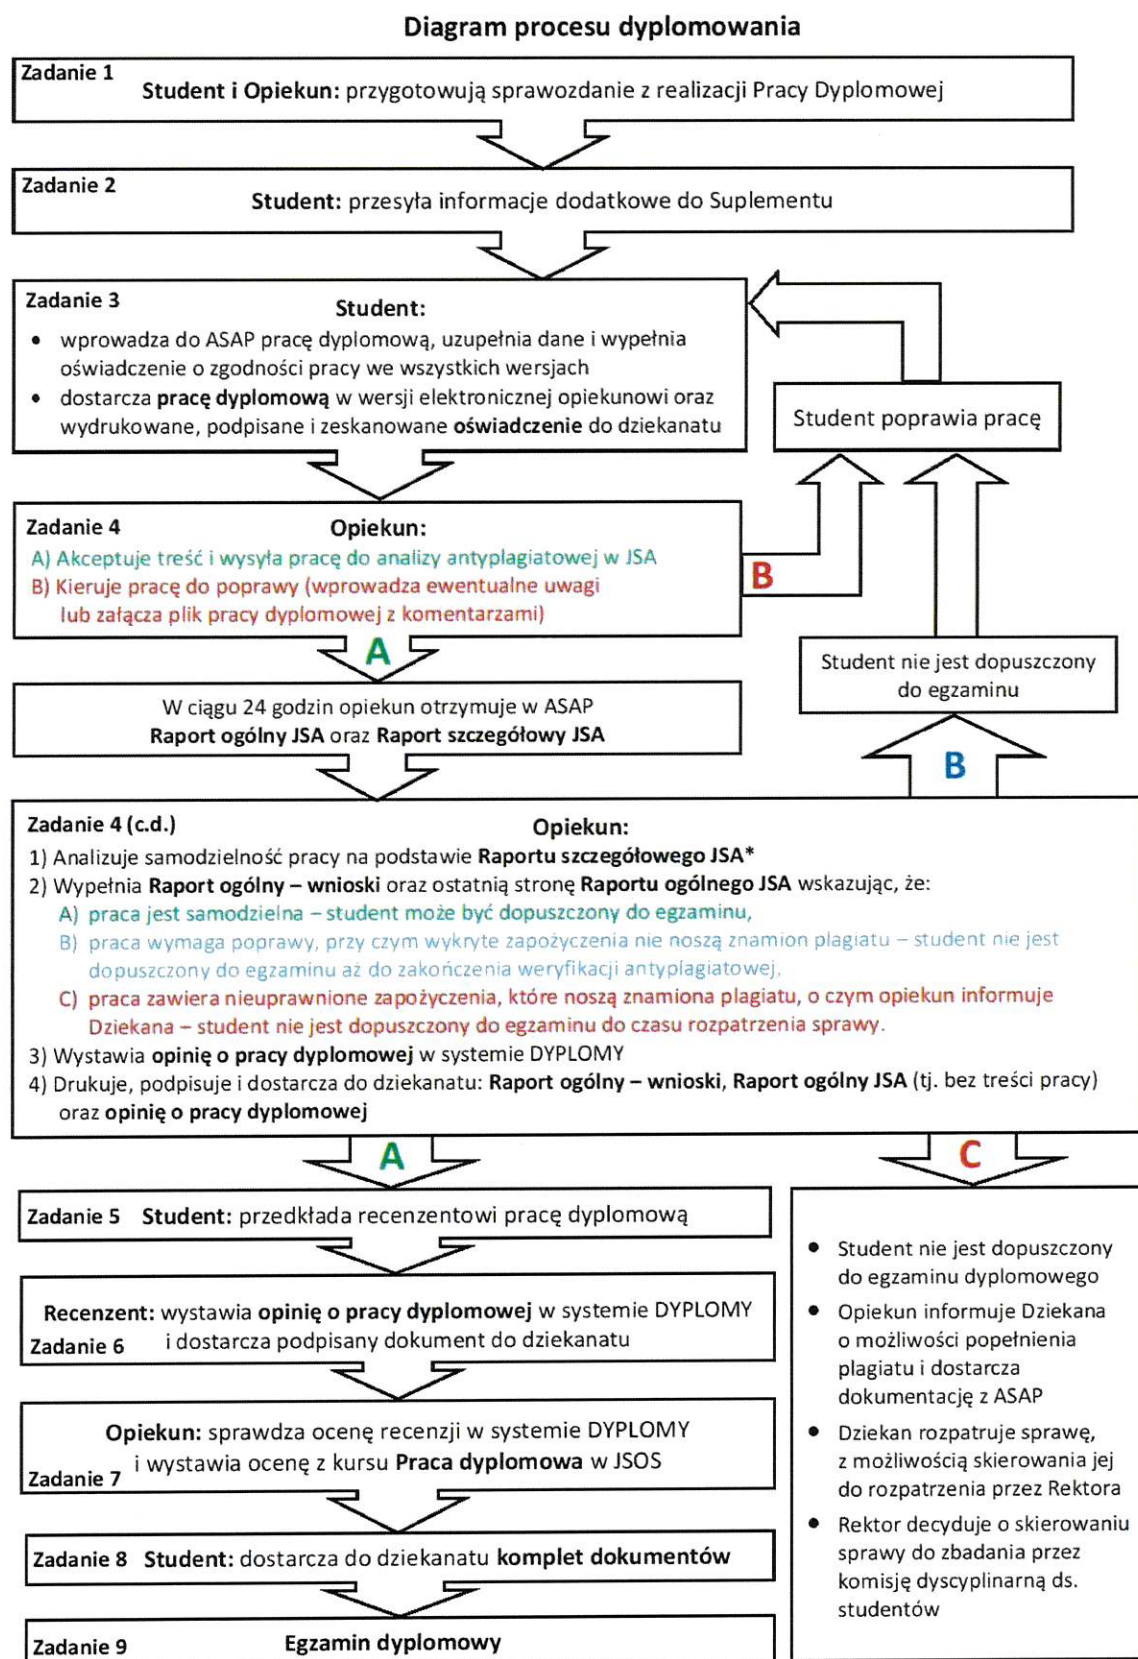 Diagram procesu dyplomowania
Zadanie 1
Student i Opiekun: przygotowują sprawozdanie z realizacji Pracy Dyplomowej
Zadanie 2
Student: przesyła informacje dodatkowe do Suplementu
Zadanie 3
Student:
• wprowadza do ASAP pracę dyplomową, uzupełnia dane i wypełnia
oświadczenie o zgodności pracy we wszystkich wersjach
• dostarcza pracę dyplomową w wersji elektronicznej opiekunowi oraz
wydrukowane, podpisane i zeskanowane oświadczenie do dziekanatu
Student poprawia pracę
Zadanie 4
Opiekun:
A) Akceptuje treść i wysyła pracę do analizy antyplagiatowej w JSA
B) Kieruje pracę do poprawy (wprowadza ewentualne uwagi
lub załącza plik pracy dyplomowej z komentarzami)
B
A
Student nie jest dopuszczony
do egzaminu
W ciągu 24 godzin opiekun otrzymuje w ASAP
Raport ogólny JSA oraz Raport szczegółowy JSA
B
Zadanie 4 (c.d.)
Opiekun:
1) Analizuje samodzielność pracy na podstawie Raportu szczegółowego JSA*
2) Wypełnia Raport ogólny – wnioski oraz ostatnią stronę Raportu ogólnego JSA wskazując, że:
A) praca jest samodzielna – student może być dopuszczony do egzaminu,
B) praca wymaga poprawy, przy czym wykryte zapożyczenia nie noszą znamion plagiatu – student nie jest
dopuszczony do egzaminu aż do zakończenia weryfikacji antyplagiatowej,
C) praca zawiera nieuprawnione zapożyczenia, które noszą znamiona plagiatu, o czym opiekun informuje
Dziekana – student nie jest dopuszczony do egzaminu do czasu rozpatrzenia sprawy.
3) Wystawia opinię o pracy dyplomowej w systemie DYPLOMY
4) Drukuje, podpisuje i dostarcza do dziekanatu: Raport ogólny – wnioski, Raport ogólny JSA (tj. bez treści pracy)
oraz opinię o pracy dyplomowej
A
C
Zadanie 5 Student: przedkłada recenzentowi pracę dyplomową
Recenzent: wystawia opinię o pracy dyplomowej w systemie DYPLOMY
i dostarcza podpisany dokument do dziekanatu
Zadanie 6
Opiekun: sprawdza ocenę recenzji w systemie DYPLOMY
i wystawia ocenę z kursu Praca dyplomowa w JSOS
Zadanie 7
Zadanie 8 Student: dostarcza do dziekanatu komplet dokumentów
Zadanie 9
Egzamin dyplomowy
• Student nie jest dopuszczony
do egzaminu dyplomowego
• Opiekun informuje Dziekana
o możliwości popełnienia
plagiatu i dostarcza
dokumentację z ASAP
• Dziekan rozpatruje sprawę,
z możliwością skierowania jej
do rozpatrzenia przez Rektora
• Rektor decyduje o skierowaniu
sprawy do zbadania przez
komisję dyscyplinarną ds.
studentów